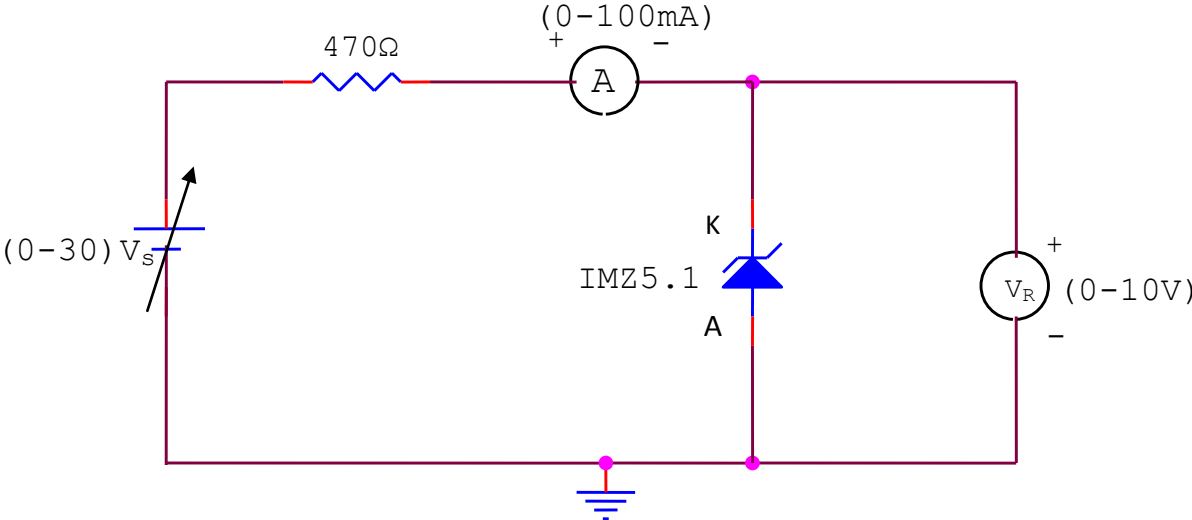 (0-100mA)
+ −
470Ω
A
K
(0-30)Vs
IMZ5.1
A
+
VR (0-10V)
−